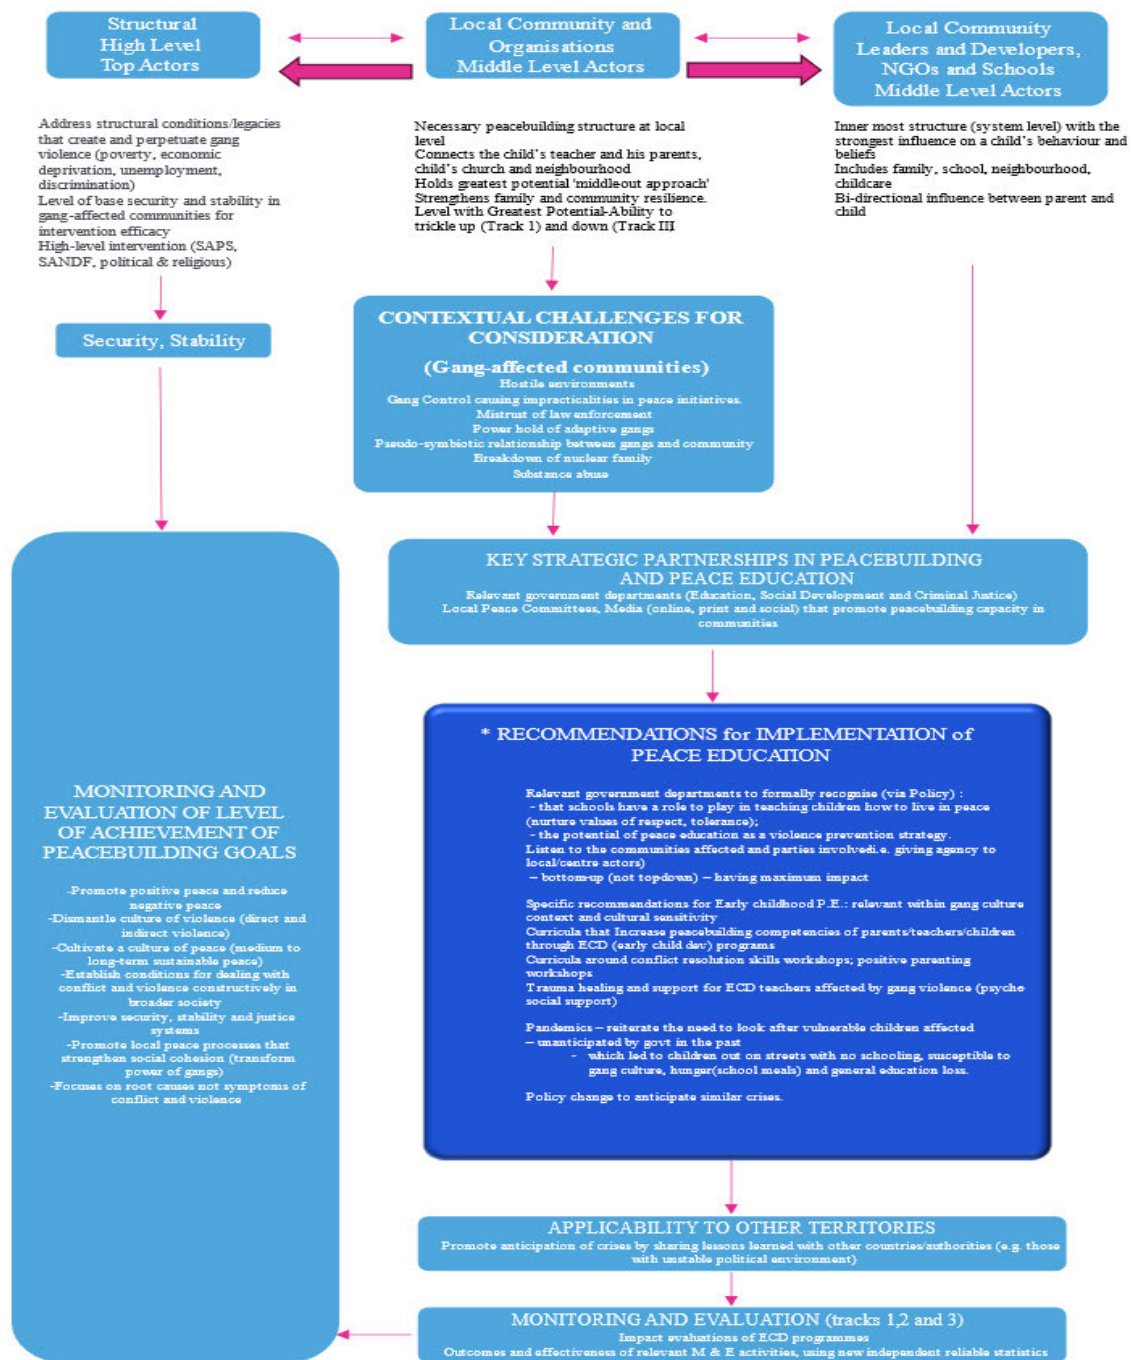 Structural
High Level
Top Actors
Local Community and
Organisations
Middle Level Actors
Local Community
Leaders and Developers,
NGOs and Schools
Middle Level Actors
Address structural conditions/legacies
that create and perpetuate gang
violence (poverty, economic
deprivation, unemployment,
discrimination)
Level of base security and stability in
gang-affected communities for
intervention efficacy
High-level intervention (SAPS,
SANDF, political & religious)
Necessary peacebuilding structure at local
level
Connects the child's teacher and his parents,
child's church and neighbourhood
Holds greatest potential 'middle-out approach'
Strengthens family and community resilience.
Level with Greatest Potential-Ability to
trickle up (Track 1) and down (Track III
Inner most structure (system level) with the
strongest influence on a child's behaviour and
beliefs
Includes family, school, neighbourhood,
childcare
Bi-directional influence between parent and
child
Security, Stability
CONTEXTUAL CHALLENGES FOR
CONSIDERATION
(Gang-affected communities)
Hostile environments
Gang Control causing impracticalities in peace initiatives.
Mistrust of law enforcement
Power hold of adaptive gangs
Pseudo-symbiotic relationship between gangs and community
Breakdown of nuclear family
Substance abuse
KEY STRATEGIC PARTNERSHIPS IN PEACEBUILDING
AND PEACE EDUCATION
Relevant government departments (Education, Social Development and Criminal Justice)
Local Peace Committees, Media (online, print and social) that promote peacebuilding capacity in
communities
* RECOMMENDATIONS for IMPLEMENTATION of
PEACE EDUCATION
Relevant government departments to formally recognise (via Policy) :
- that schools have a role to play in teaching children how to live in peace
(nurture values of respect, tolerance);
- the potential of peace education as a violence prevention strategy.
Listen to the communities affected and parties involved i.e. giving agency to
local/centre actors)
– bottom-up (not topdown) – having maximum impact
Specific recommendations for Early childhood P.E.: relevant within gang culture
context and cultural sensitivity
Curricula that Increase peacebuilding competencies of parents/teachers/children
through ECD (early child dev) programs
Curricula around conflict resolution skills workshops; positive parenting
workshops
Trauma healing and support for ECD teachers affected by gang violence (psycho
social support)
Pandemics – reiterate the need to look after vulnerable children affected
– unanticipated by govt in the past
- which led to children out on streets with no schooling, susceptible to
gang culture, hunger(school meals) and general education loss.
Policy change to anticipate similar crises.
MONITORING AND
EVALUATION OF LEVEL
OF ACHIEVEMENT OF
PEACEBUILDING GOALS
-Promote positive peace and reduce
negative peace
-Dismantle culture of violence (direct and
indirect violence)
-Cultivate a culture of peace (medium to
long-term sustainable peace)
-Establish conditions for dealing with
conflict and violence constructively in
broader society
-Improve security, stability and justice
systems
-Promote local peace processes that
strengthen social cohesion (transform
power of gangs)
-Focuses on root causes not symptoms of
conflict and violence
APPLICABILITY TO OTHER TERRITORIES
Promote anticipation of crises by sharing lessons learned with other countries/authorities (e.g. those
with unstable political environment)
MONITORING AND EVALUATION (tracks 1,2 and 3)
Impact evaluations of ECD programmes
Outcomes and effectiveness of relevant M & E activities, using new independent reliable statistics